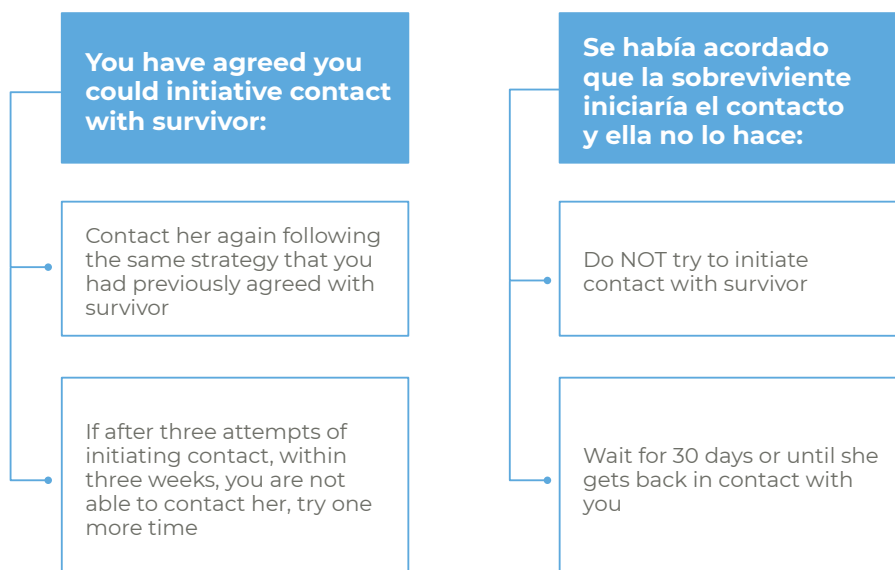 You have agreed you
could initiative contact
with survivor:
Contact her again following
the same strategy that you
had previously agreed with
survivor
If after three attempts of
initiating contact, within
three weeks, you are not
able to contact her, try one
more time
Se había acordado
que la sobreviviente
iniciaría el contacto
y ella no lo hace:
Do NOT try to initiate
contact with survivor
Wait for 30 days or until she
gets back in contact with
you